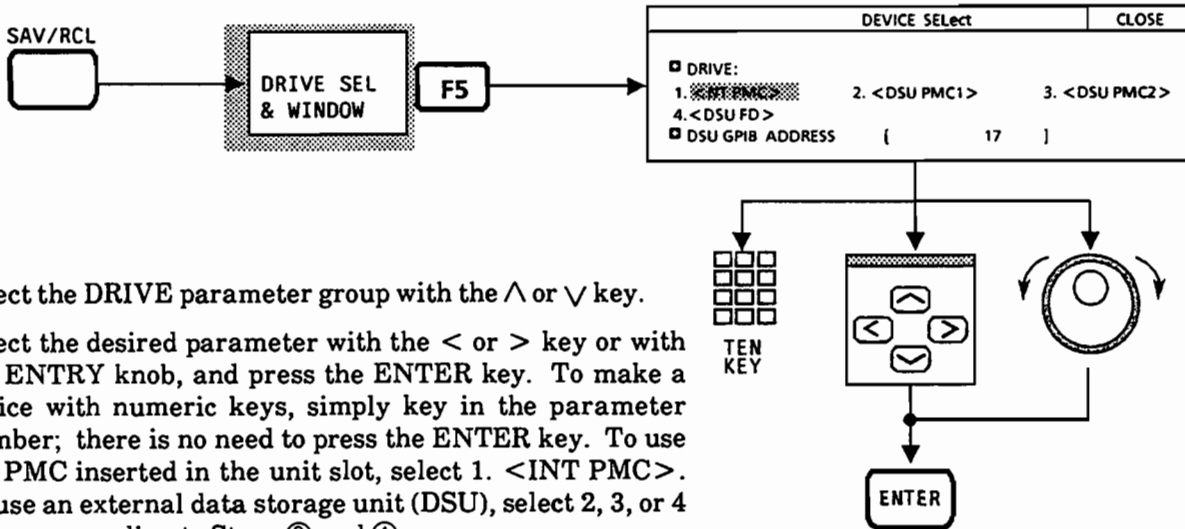 SAV/RCL
DRIVE SEL
& WINDOW
F5
DEVICE SELect CLOSE
DRIVE:
1. <INT PMC> 2. <DSU PMC1> 3. <DSU PMC2>
4.<DSU FD>
DSU GPIB ADDRESS [ 17 ]
TEN
KEY
< >
ENTER
ect the DRIVE parameter group with the ∧ or ∨ key.
ect the desired parameter with the < or > key or with
ENTRY knob, and press the ENTER key. To make a
ice with numeric keys, simply key in the parameter
mber; there is no need to press the ENTER key. To use
PMC inserted in the unit slot, select 1. <INT PMC>.
use an external data storage unit (DSU), select 2, 3, or 4